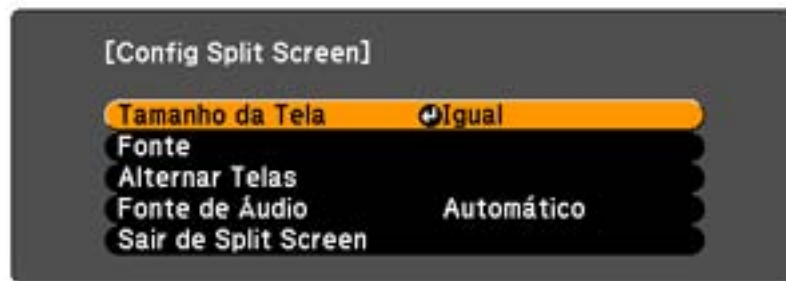 [Config Split Screen]
Tamanho da Tela Igual
Fonte
Alternar Telas
Fonte de Áudio Automático
Sair de Split Screen